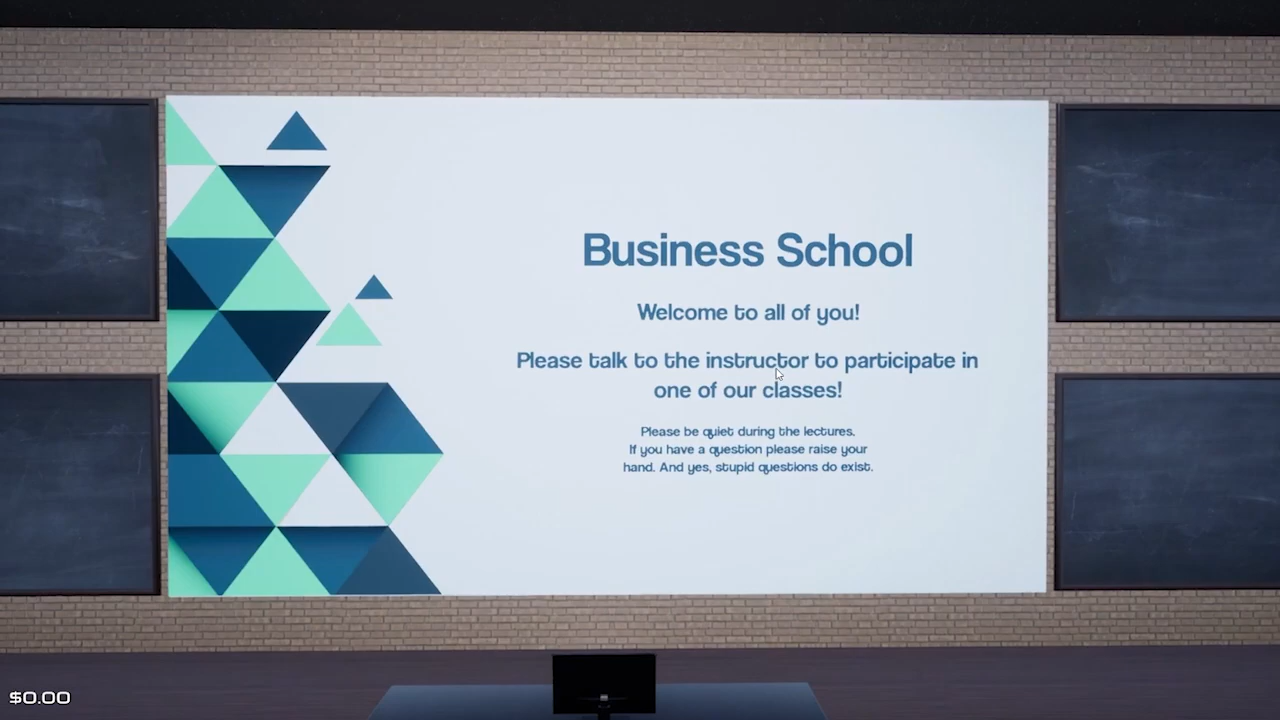 Business School
Welcome to all of you!
Please talk to the instructor to participate in
one of our classes!
Please be quiet during the lectures.
If you have a question please raise your
hand. And yes, stupid questions do exist.
$0.00